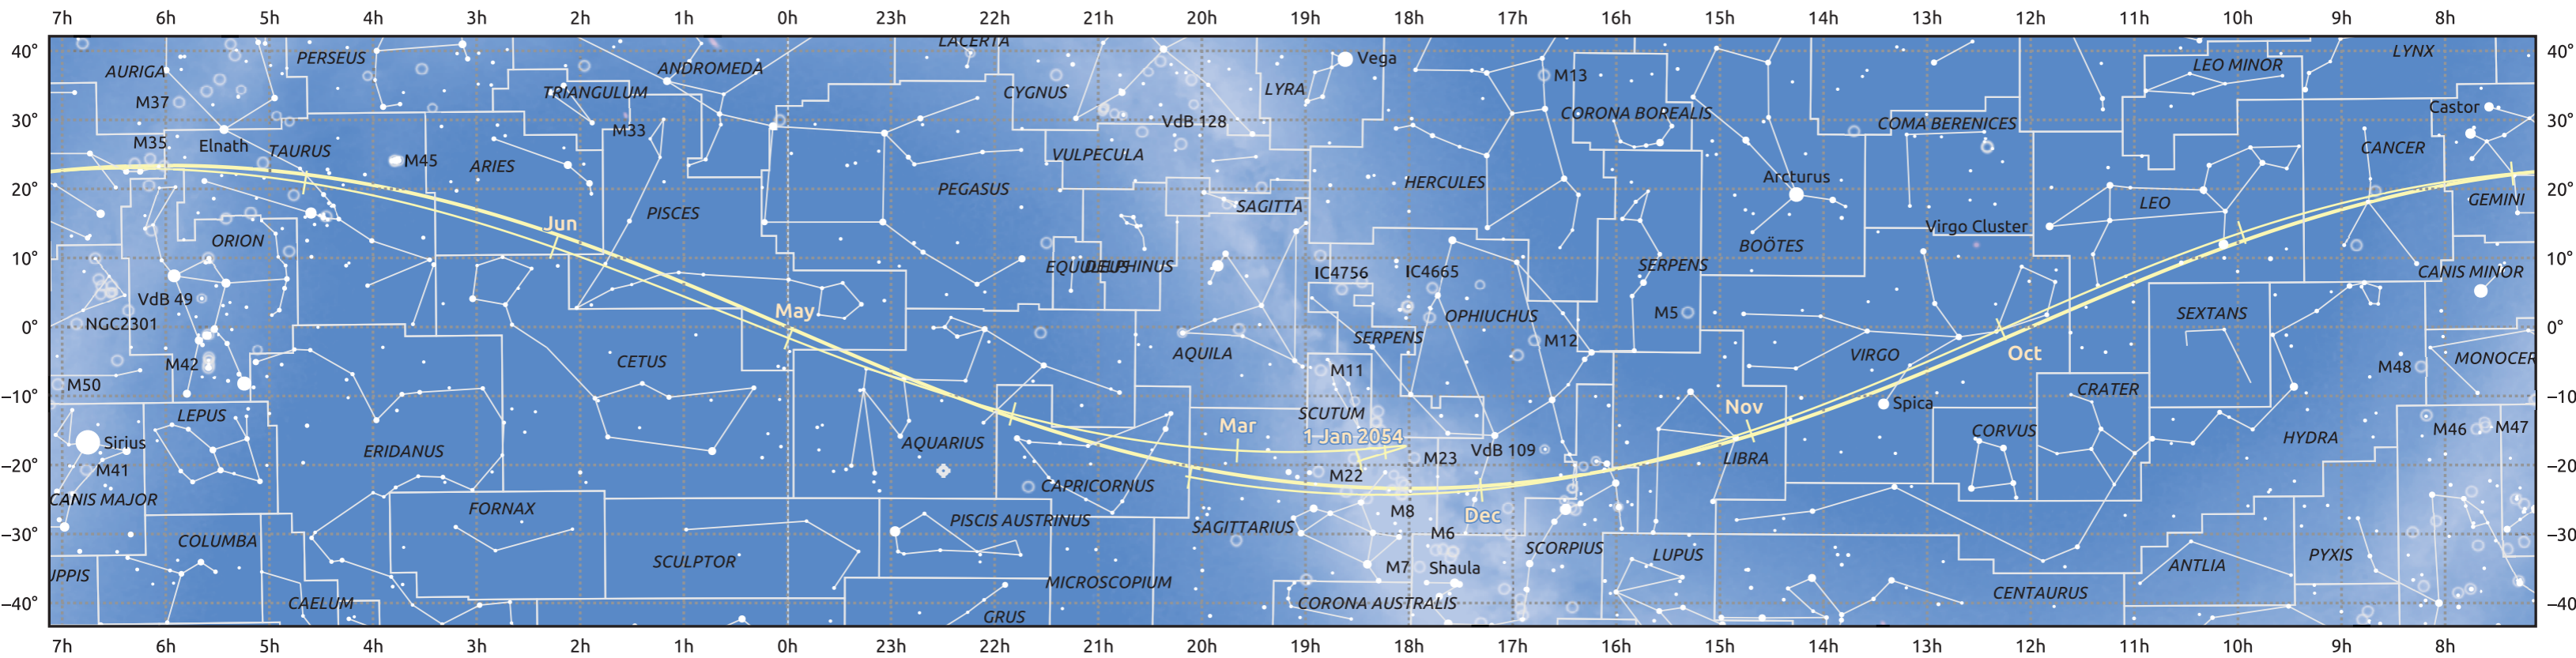 7h 6h 5h 4h 3h 2h 1h 0h 23h 22h 21h 20h 19h 18h 17h 16h 15h 14h 13h 12h 11h 10h 9h 8h
40° PERSEUS LACERTA LYNX 40°
AURIGA ANDROMEDA Vega LEO MINOR
M37 TRIANGULUM CYGNUS LYRA M13 Castor
30° M33 VdB 128 CORONA BOREALIS COMA BERENICES 30°
M35 Elnath TAURUS M45 ARIES VULPECULA CANCER
20° PISCES PEGASUS SAGITTA HERCULES Arcturus LEO GEMINI 20°
ORION Jun BOÖTES Virgo Cluster
10° EQUULEUS DELPHINUS IC4756 IC4665 SERPENS CANIS MINOR 10°
VdB 49 May OPHIUCHUS M5 SEXTANS
0° NGC2301 SERPENS M12 0°
M42 CETUS AQUILA VIRGO Oct M48 MONOCER
M50 M11 CRATER
−10° LEPUS SCUTUM Nov Spica −10
Sirius ERIDANUS AQUARIUS Mar 1 Jan 2054 VdB 109 CORVUS HYDRA M46 M47
−20° M41 M22 M23 LIBRA −20
CANIS MAJOR FORNAX CAPRICORNUS M8 Dec
−30° COLUMBA PISCIS AUSTRINUS SAGITTARIUS M6 −30
UPPIS SCULPTOR MICROSCOPIUM M7 Shaula SCORPIUS LUPUS ANTLIA PYXIS
−40° CAELUM GRUS CORONA AUSTRALIS CENTAURUS −40
7h 6h 5h 4h 3h 2h 1h 0h 23h 22h 21h 20h 19h 18h 17h 16h 15h 14h 13h 12h 11h 10h 9h 8h